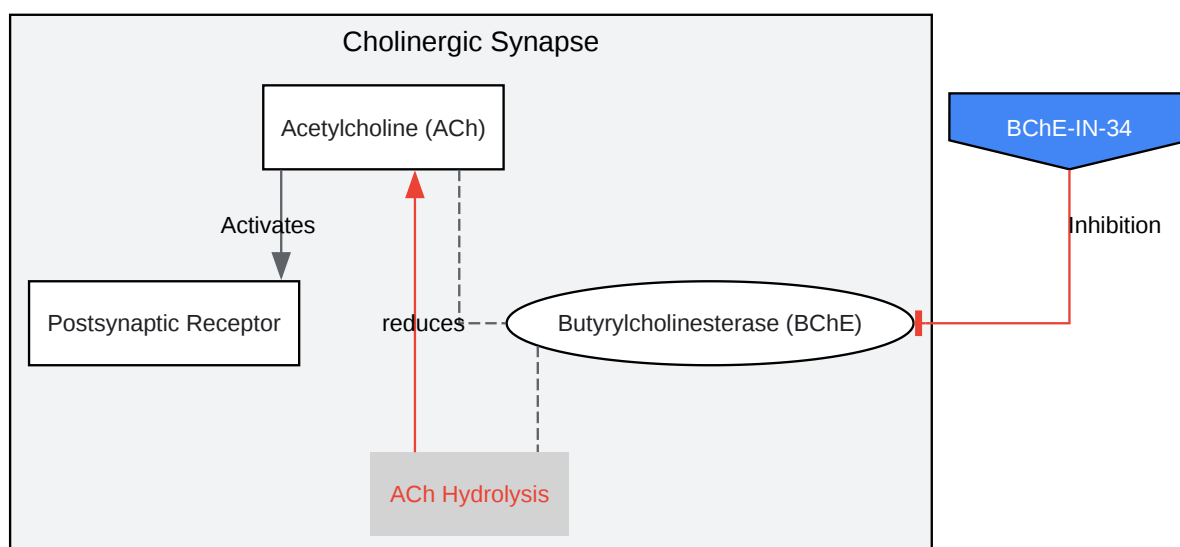 Cholinergic Synapse
Acetylcholine (ACh)
BChE-IN-34
Activates
Inhibition
Postsynaptic Receptor
reduces
Butyrylcholinesterase (BChE)
ACh Hydrolysis